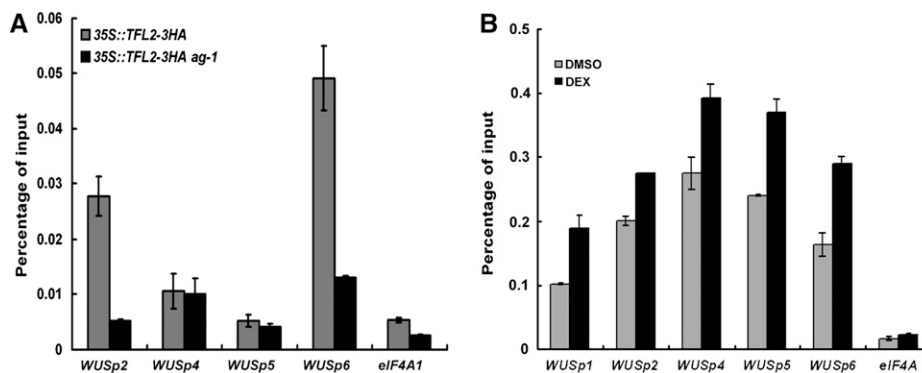 A
35S::TFL2-3HA
35S::TFL2-3HA ag-1
Percentage of input
0.06
0.05
0.04
0.03
0.02
0.01
0
WUSp2 WUSp4 WUSp5 WUSp6 eIF4A1
B
DMSO
DEX
Percentage of input
0.5
0.4
0.3
0.2
0.1
0
WUSp1 WUSp2 WUSp4 WUSp5 WUSp6 eIF4A